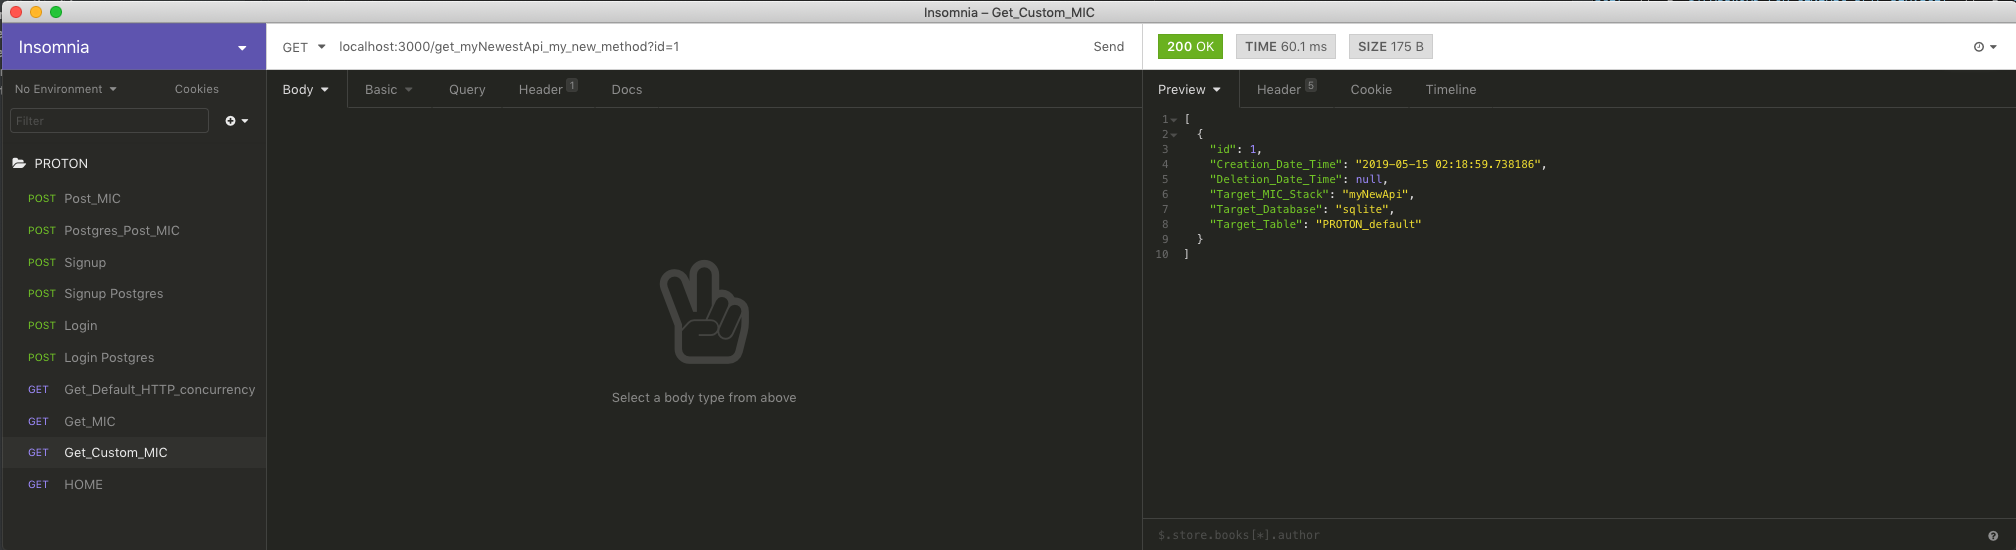 Insomnia – Get_Custom_MIC
Insomnia
GET localhost:3000/get_myNewestApi_my_new_method?id=1 Send
200 OK TIME 60.1 ms SIZE 175 B
No Environment Cookies
Body Basic Query Header 1 Docs
Preview Header 5 Cookie Timeline
Filter
PROTON
POST Post_MIC
POST Postgres_Post_MIC
POST Signup
POST Signup Postgres
POST Login
POST Login Postgres
GET Get_Default_HTTP_concurrency
GET Get_MIC
GET Get_Custom_MIC
GET HOME
Select a body type from above
1 [
2 {
3 "id": 1,
4 "Creation_Date_Time": "2019-05-15 02:18:59.738186",
5 "Deletion_Date_Time": null,
6 "Target_MIC_Stack": "myNewApi",
7 "Target_Database": "sqlite",
8 "Target_Table": "PROTON_default"
9 }
10 ]
$.store.books[*].author